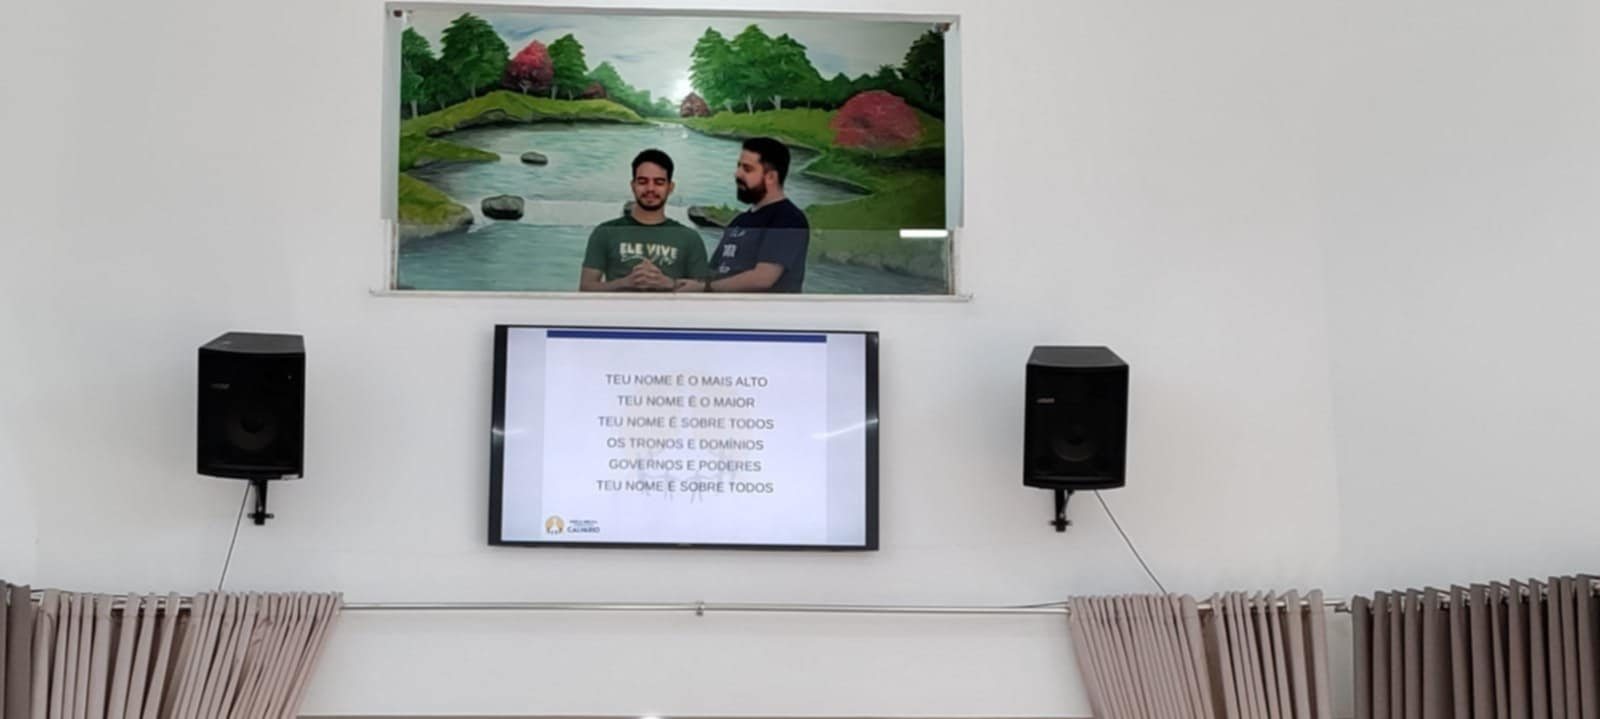 ELE VIVE
TEU NOME É O MAIS ALTO
TEU NOME É O MAIOR
TEU NOME É SOBRE TODOS
OS TRONOS E DOMÍNIOS
GOVERNOS E PODERES
TEU NOME É SOBRE TODOS
CALVÁRIO